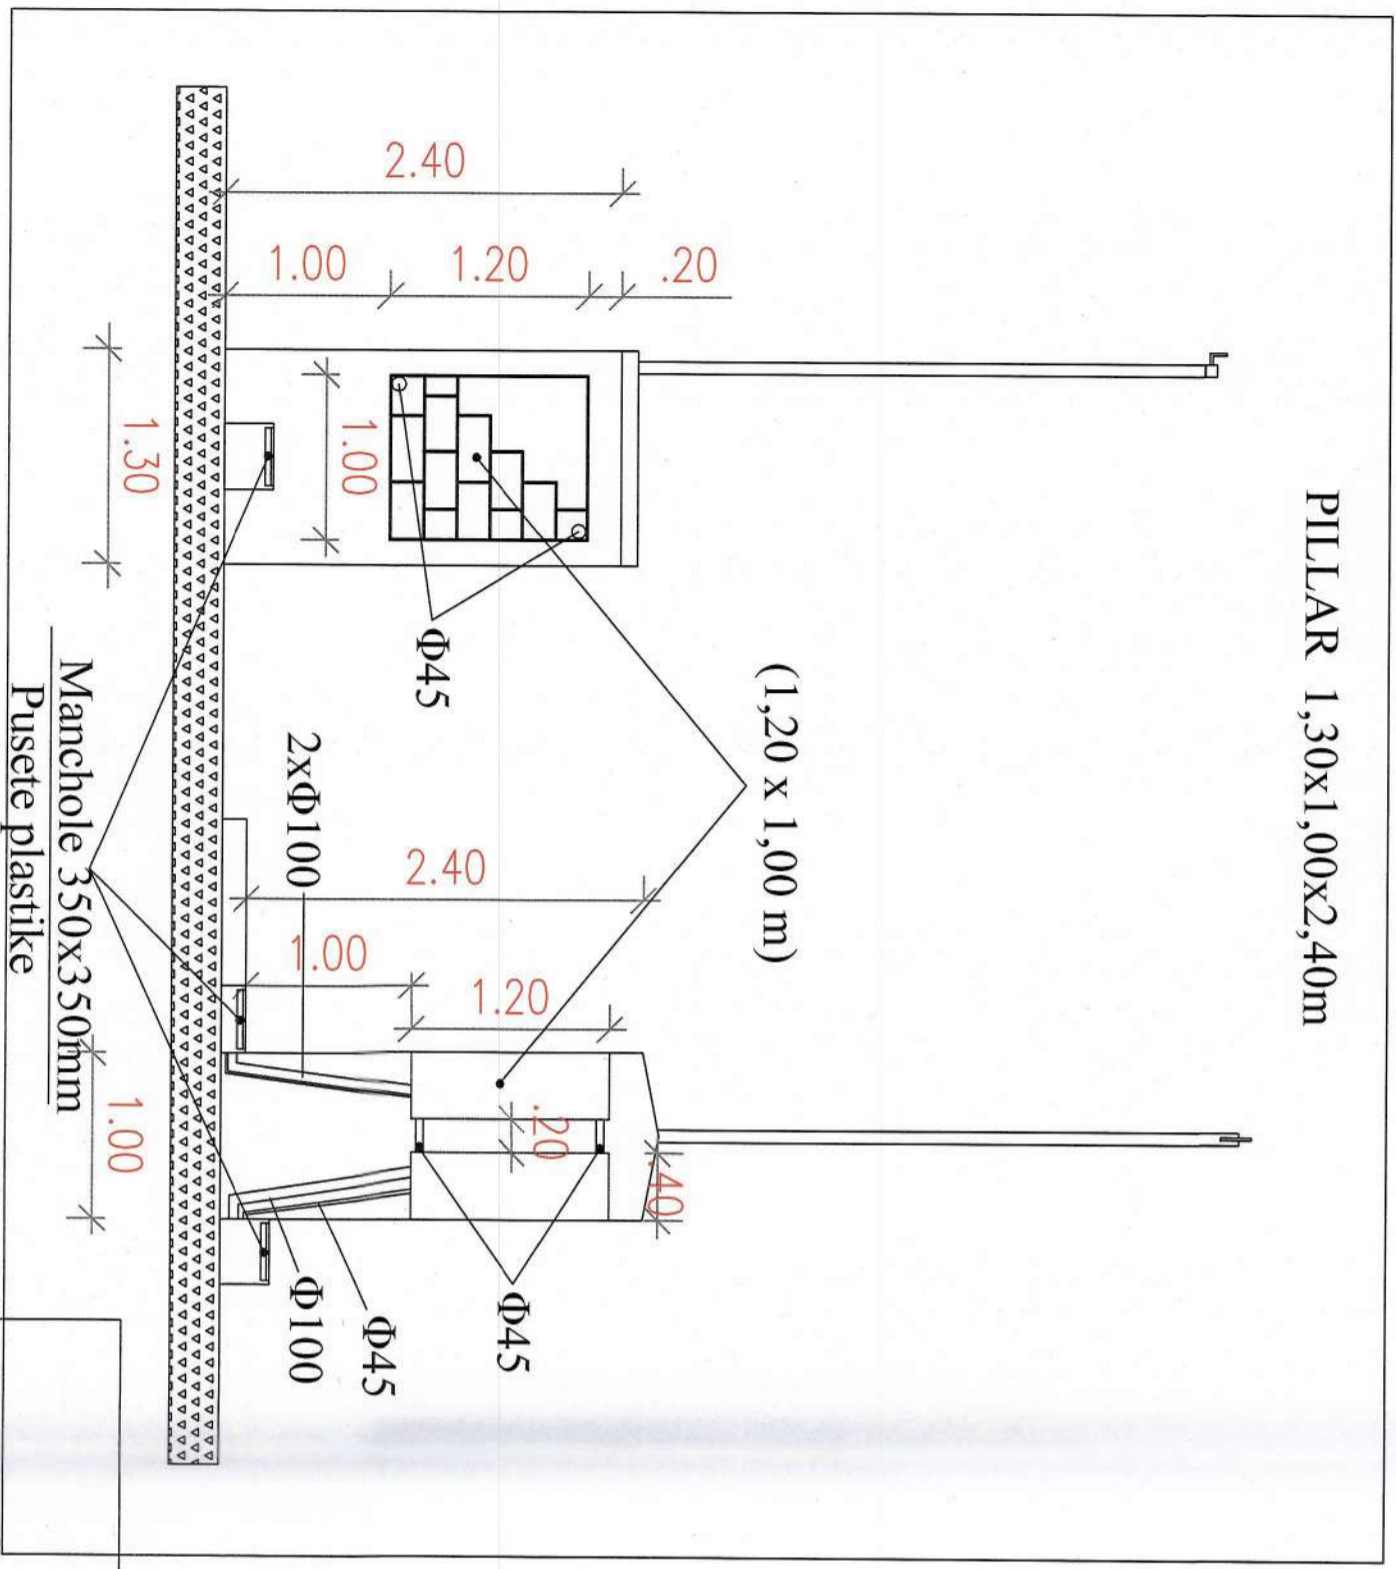 PILLAR 1,30x1,00x2,40m
(1,20 x 1,00 m)
.20
1.20
1.00
2.40
1.00
1.30
Φ45
2.40
1.20
1.00
.20
.40
2xΦ100
Φ45
Φ45
Φ100
1.00
Manchole 350x350mm
Pusete plastike